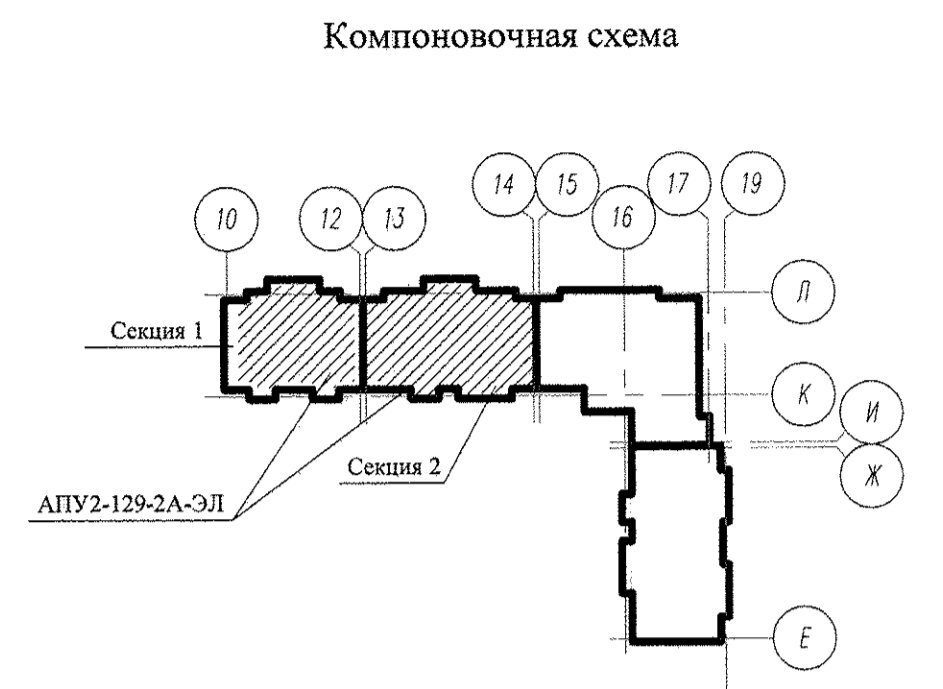 Компоновочная схема
14 15 17 19
10 12 13 16
Л
Секция 1
К
И
Секция 2
Ж
АПУ2-129-2А-ЭЛ
Е